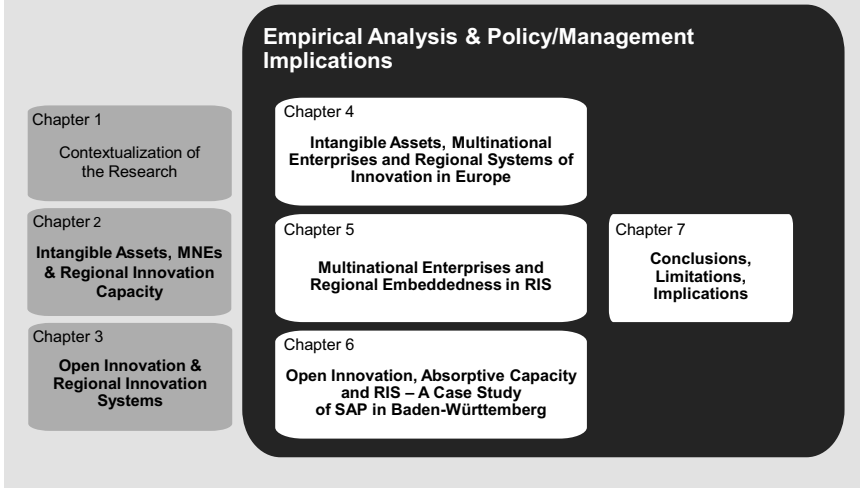 Empirical Analysis & Policy/Management
Implications
Chapter 1
Contextualization of
the Research
Chapter 2
Intangible Assets, MNEs
& Regional Innovation
Capacity
Chapter 3
Open Innovation &
Regional Innovation
Systems
Chapter 4
Intangible Assets, Multinational
Enterprises and Regional Systems of
Innovation in Europe
Chapter 5
Multinational Enterprises and
Regional Embeddedness in RIS
Chapter 6
Open Innovation, Absorptive Capacity
and RIS – A Case Study
of SAP in Baden-Württemberg
Chapter 7
Conclusions,
Limitations,
Implications